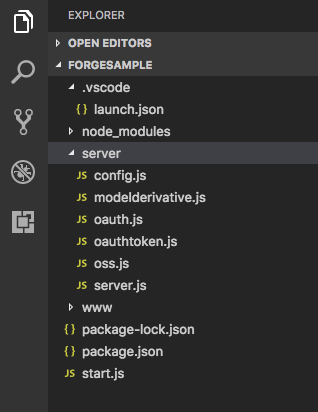 EXPLORER
OPEN EDITORS
FORGESAMPLE
.vscode
{ } launch.json
node_modules
server
JS config.js
JS modelderivative.js
JS oauth.js
JS oauthtoken.js
JS oss.js
JS server.js
www
{ } package-lock.json
{ } package.json
JS start.js